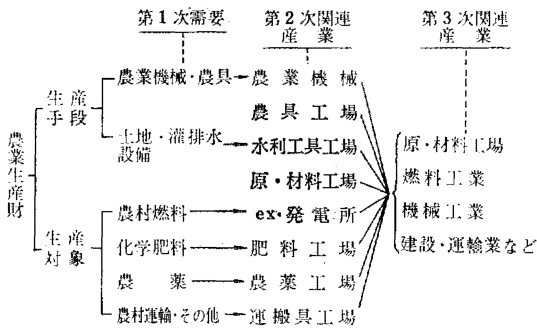 第1次需要 第2次関連産業 第3次関連産業
農業生産財
生産手段
農業機械・農具 農業機械
農具工場
土地・灌排水設備 水利工具工場
原・材料工場
生産対象
農村燃料 ex・発電所
化学肥料 肥料工場
農薬 農薬工場
農村運輸・その他 運搬具工場
原・材料工場
燃料工業
機械工業
建設・運輸業など